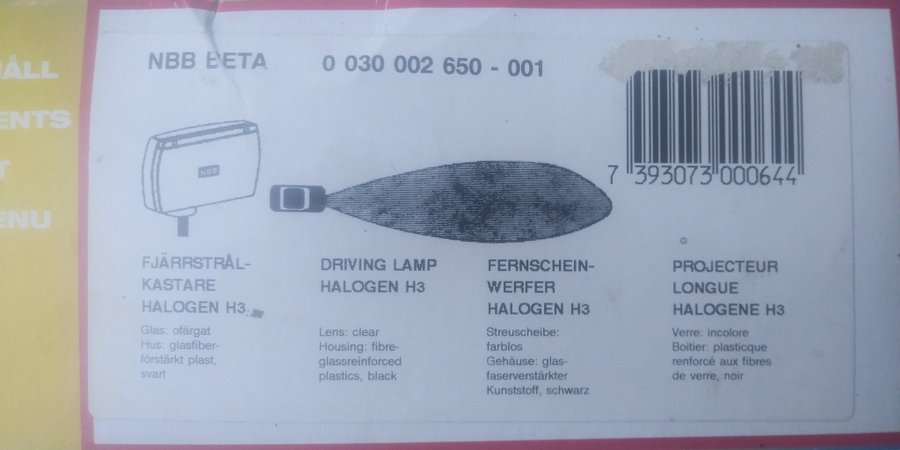 ÅLL
ENTS
T
ENU
NBB BETA 0 030 002 650 - 001
NBB
7 393073 000644
FJÄRRSTRÅL-
KASTARE
HALOGEN H3
Glas: ofärgat
Hus: glasfiber-
förstärkt plast,
svart
DRIVING LAMP
HALOGEN H3
Lens: clear
Housing: fibre-
glassreinforced
plastics, black
FERNSCHEIN-
WERFER
HALOGEN H3
Streuscheibe:
farblos
Gehäuse: glas-
faserverstärkter
Kunststoff, schwarz
PROJECTEUR
LONGUE
HALOGENE H3
Verre: incolore
Boitier: plasticque
renforcé aux fibres
de verre, noir